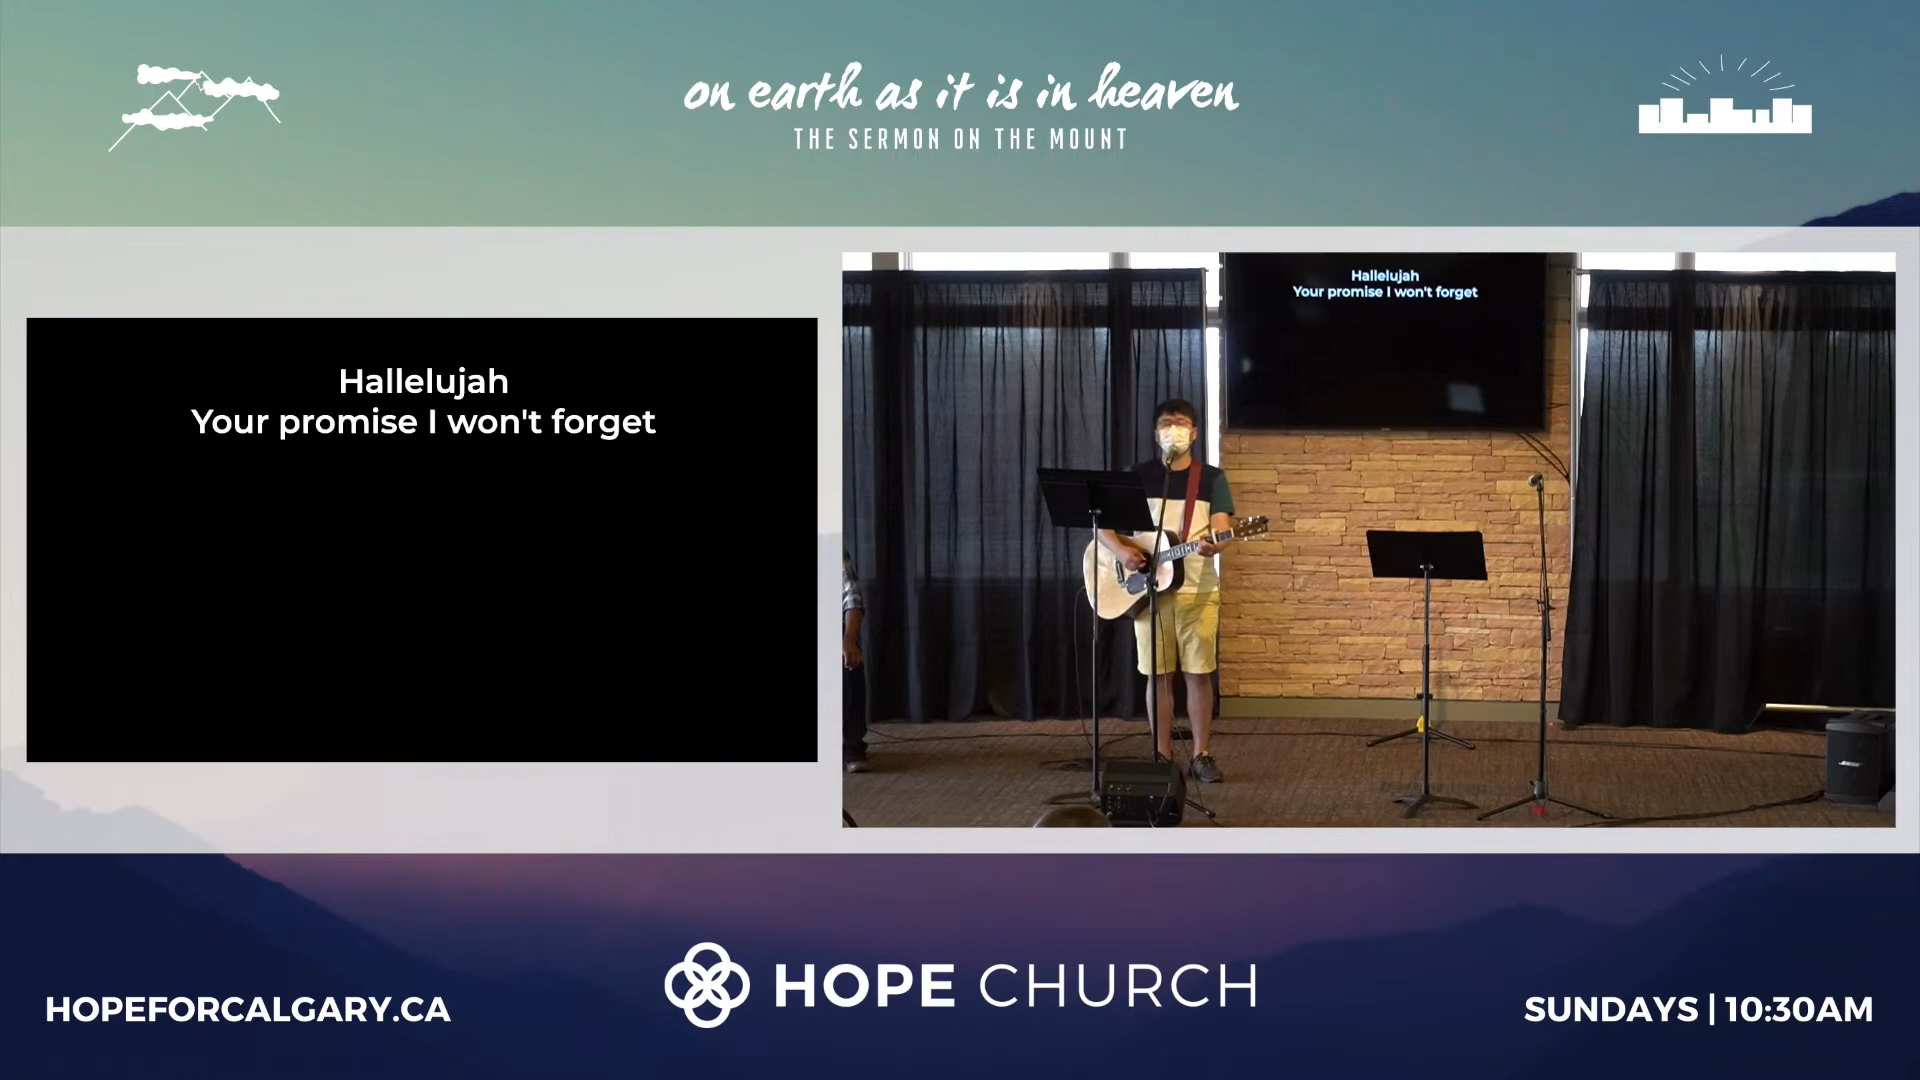 on earth as it is in heaven
THE SERMON ON THE MOUNT
Hallelujah
Your promise I won't forget
Hallelujah
Your promise I won't forget
BOSE
HOPE CHURCH
HOPEFORCALGARY.CA
SUNDAYS | 10:30AM